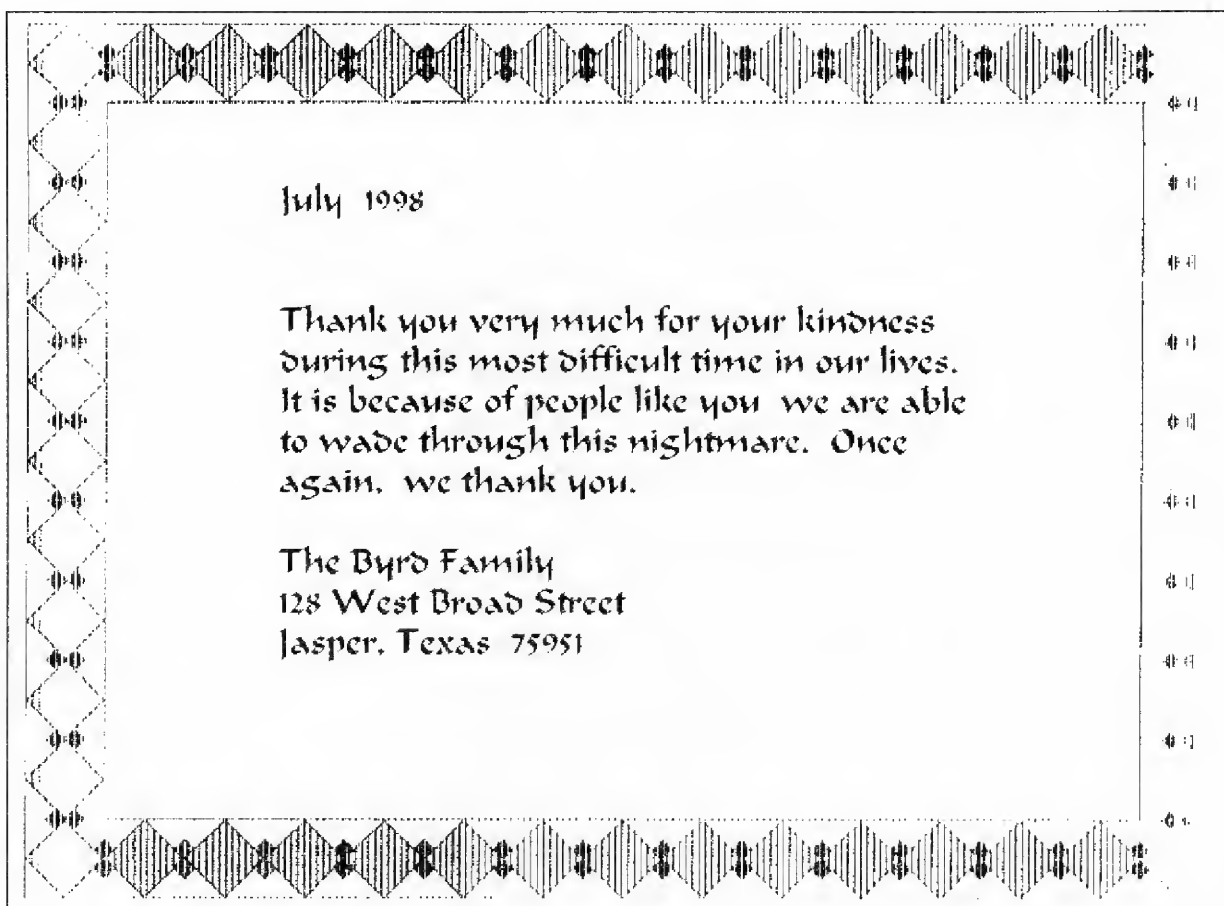 July 1998
Thank you very much for your kindness
during this most difficult time in our lives.
It is because of people like you we are able
to wade through this nightmare. Once
again, we thank you.
The Byrd Family
128 West Broad Street
Jasper, Texas 75951